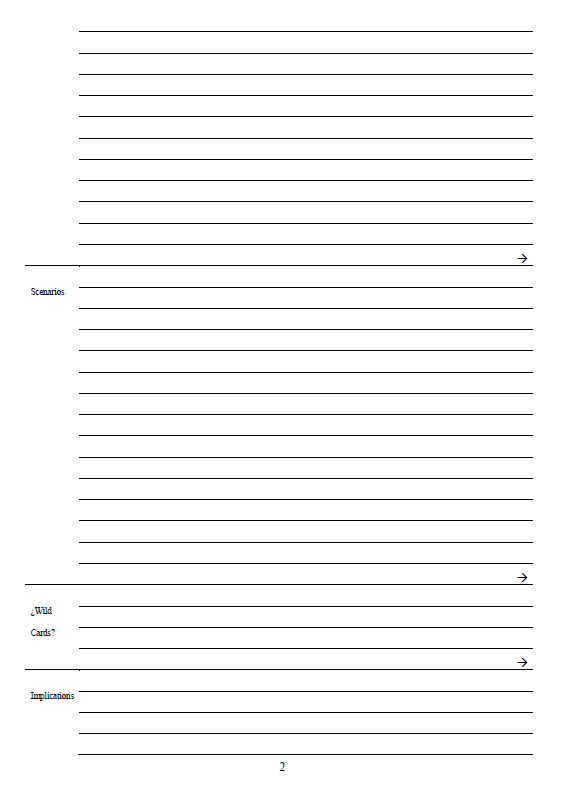 →
Scenarios
→
¿Wild
Cards?
→
Implications
2